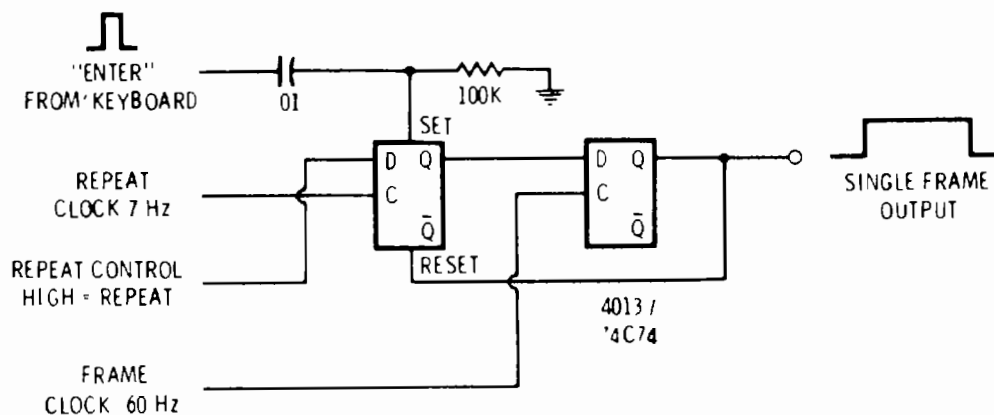 "ENTER"
FROM'KEYBOARD
01
100K
SET
D Q
C
Q̄
RESET
D Q
C
Q̄
REPEAT
CLOCK 7 Hz
REPEAT CONTROL
HIGH = REPEAT
FRAME
CLOCK 60 Hz
4013 /
'4C74
SINGLE FRAME
OUTPUT